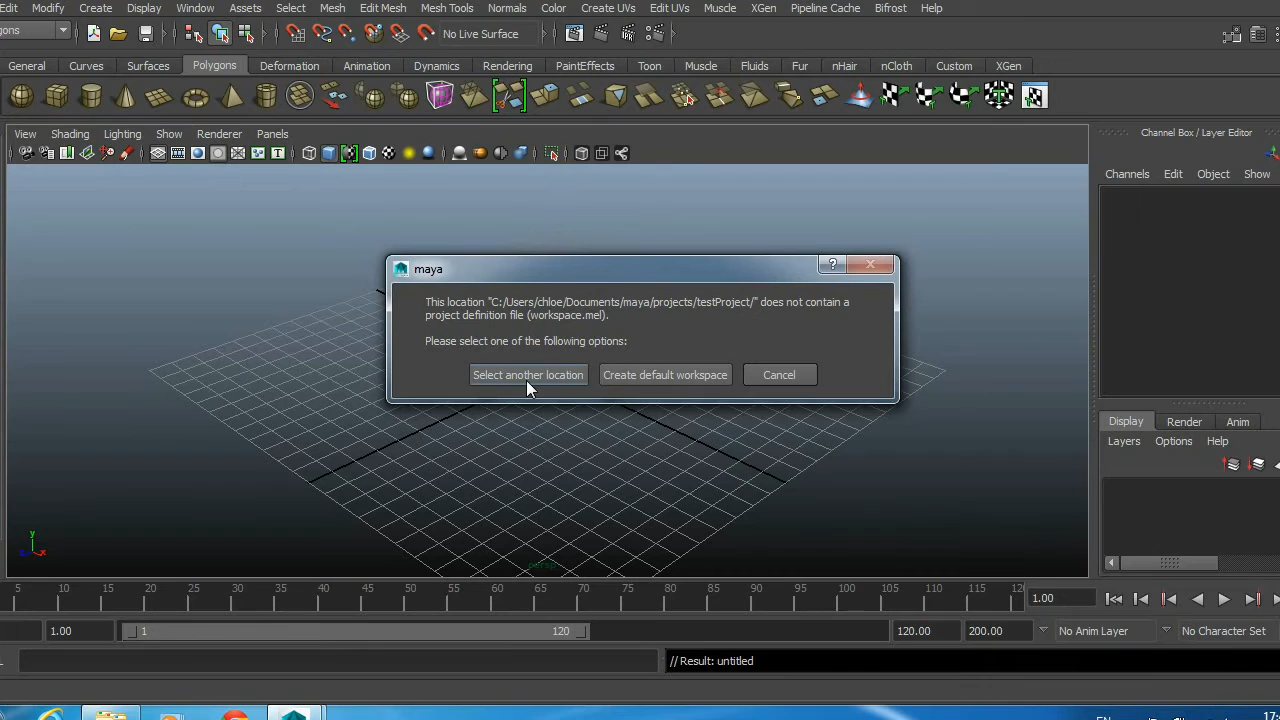 Edit Modify Create Display Window Assets Select Mesh Edit Mesh Mesh Tools Normals Color Create UVs Edit UVs Muscle XGen Pipeline Cache Bifrost Help
No Live Surface
General Curves Surfaces Polygons Deformation Animation Dynamics Rendering PaintEffects Toon Muscle Fluids Fur nHair nCloth Custom XGen
View Shading Lighting Show Renderer Panels
Channel Box / Layer Editor
Channels Edit Object Show
maya
This location "C:/Users/chloe/Documents/maya/projects/testProject/" does not contain a
project definition file (workspace.mel).
Please select one of the following options:
Select another location Create default workspace Cancel
Display Render Anim
Layers Options Help
y
z x
persp
5 10 15 20 25 30 35 40 45 50 55 60 65 70 75 80 85 90 95 100 105 110 115 120
1.00
1.00 1 120 120.00 200.00 No Anim Layer No Character Set
// Result: untitled
EN